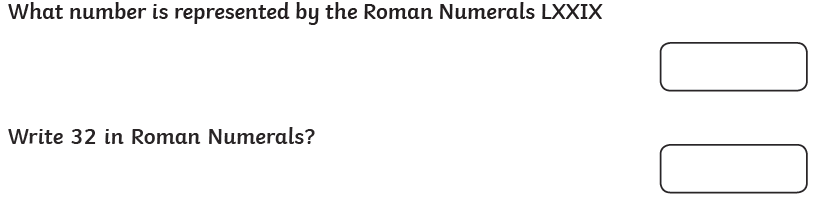 What number is represented by the Roman Numerals LXXIX
Write 32 in Roman Numerals?